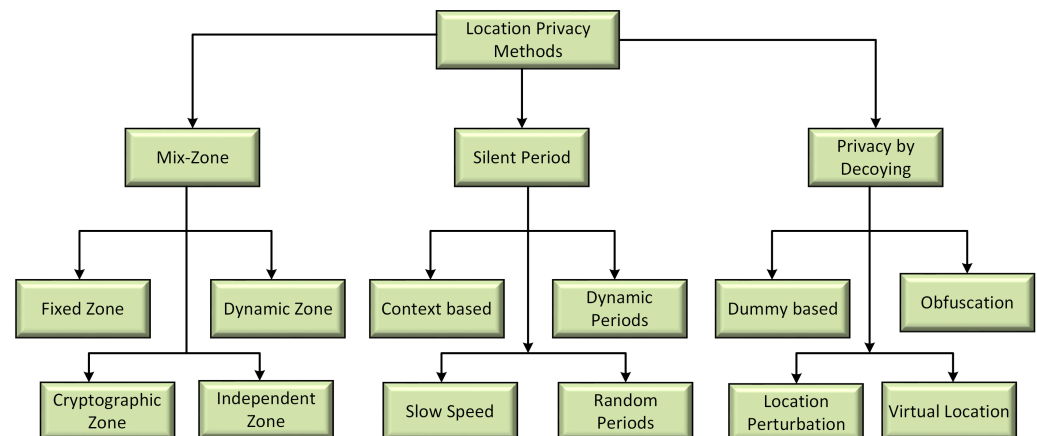 Location Privacy
Methods
Mix-Zone
Silent Period
Privacy by
Decoying
Fixed Zone
Dynamic Zone
Context based
Dynamic
Periods
Dummy based
Obfuscation
Cryptographic
Zone
Independent
Zone
Slow Speed
Random
Periods
Location
Perturbation
Virtual Location